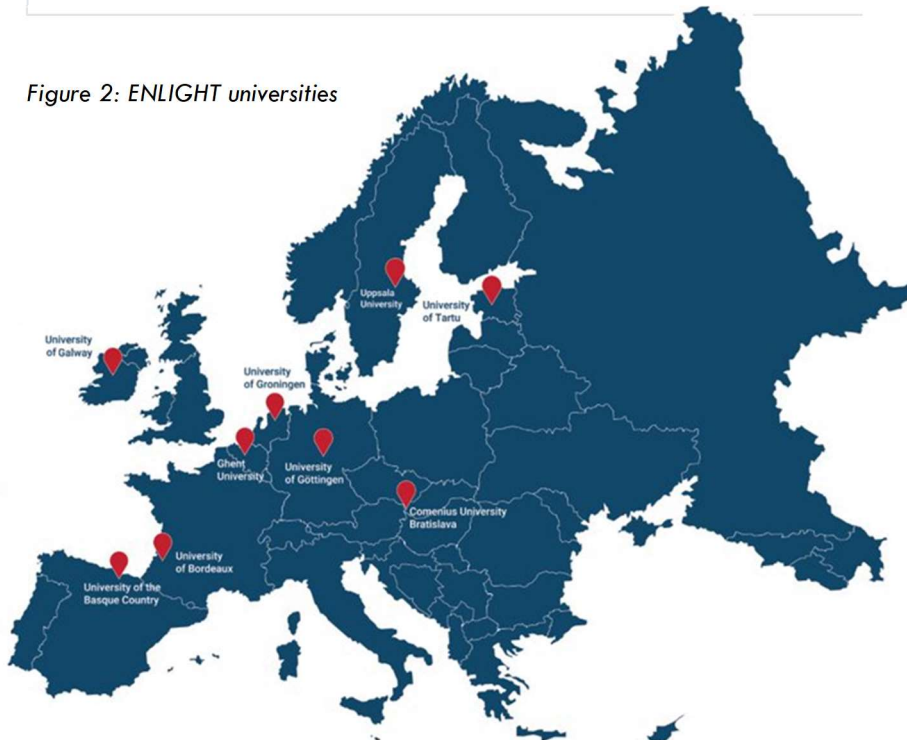 Figure 2: ENLIGHT universities
Uppsala
University
University
of Tartu
University
of Galway
University
of Groningen
Ghent
University
University
of Göttingen
Comenius University
Bratislava
University
of Bordeaux
University of the
Basque Country